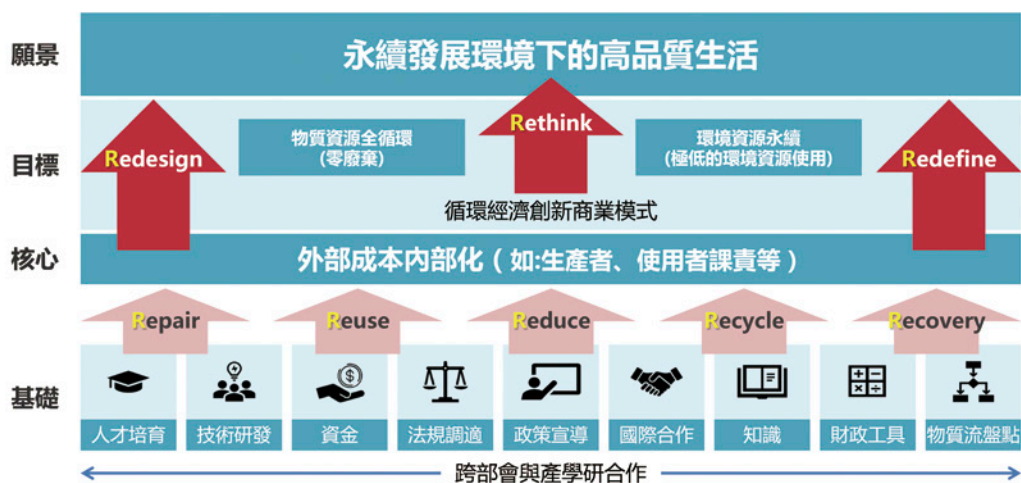 願景
永續發展環境下的高品質生活
目標
Redesign
物質資源全循環
(零廢棄)
Rethink
環境資源永續
(極低的環境資源使用)
Redefine
循環經濟創新商業模式
核心
外部成本內部化（如:生產者、使用者課責等）
Repair
Reuse
Reduce
Recycle
Recovery
基礎
人才培育
技術研發
資金
法規調適
政策宣導
國際合作
知識
財政工具
物質流盤點
跨部會與產學研合作